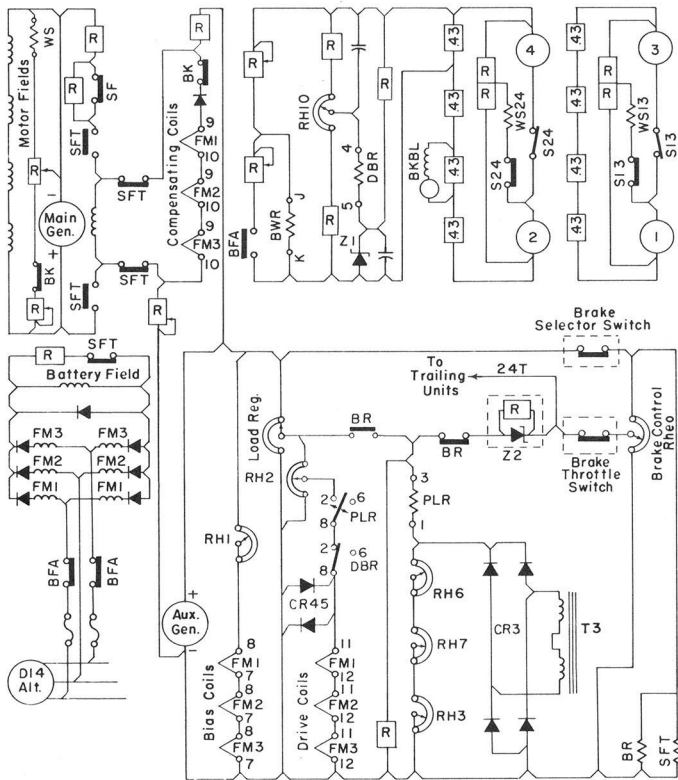 WS
Motor Fields
R
Main
Gen.
−
+
BK
R
R
R
SF
SFT
SFT
SFT
SFT
R
Compensating Coils
R
BK
9
FM1
10
9
FM2
10
9
FM3
10
R
R
BFA
BWR
J
K
R
RH10
R
4
DBR
5
Z1
R
BKBL
.43
.43
.43
.43
4
2
R
R
WS24
S24
S24
.43
.43
.43
.43
3
1
R
R
WS13
S13
S13
R
SFT
Battery Field
FM3
FM3
FM2
FM2
FM1
FM1
BFA
BFA
D14
Alt.
Aux.
Gen.
+
−
Load Reg.
RH2
RH1
Bias Coils
8
FM1
7
8
FM2
7
8
FM3
7
BR
2
6
PLR
8
2
6
DBR
8
CR45
Drive Coils
11
FM1
12
11
FM2
12
11
FM3
12
R
BR
R
Z2
3
PLR
1
RH6
RH7
RH3
CR3
T3
To
Trailing
Units
24T
Brake
Selector Switch
Brake
Throttle
Switch
Brake Control
Rheo
BR
SFT